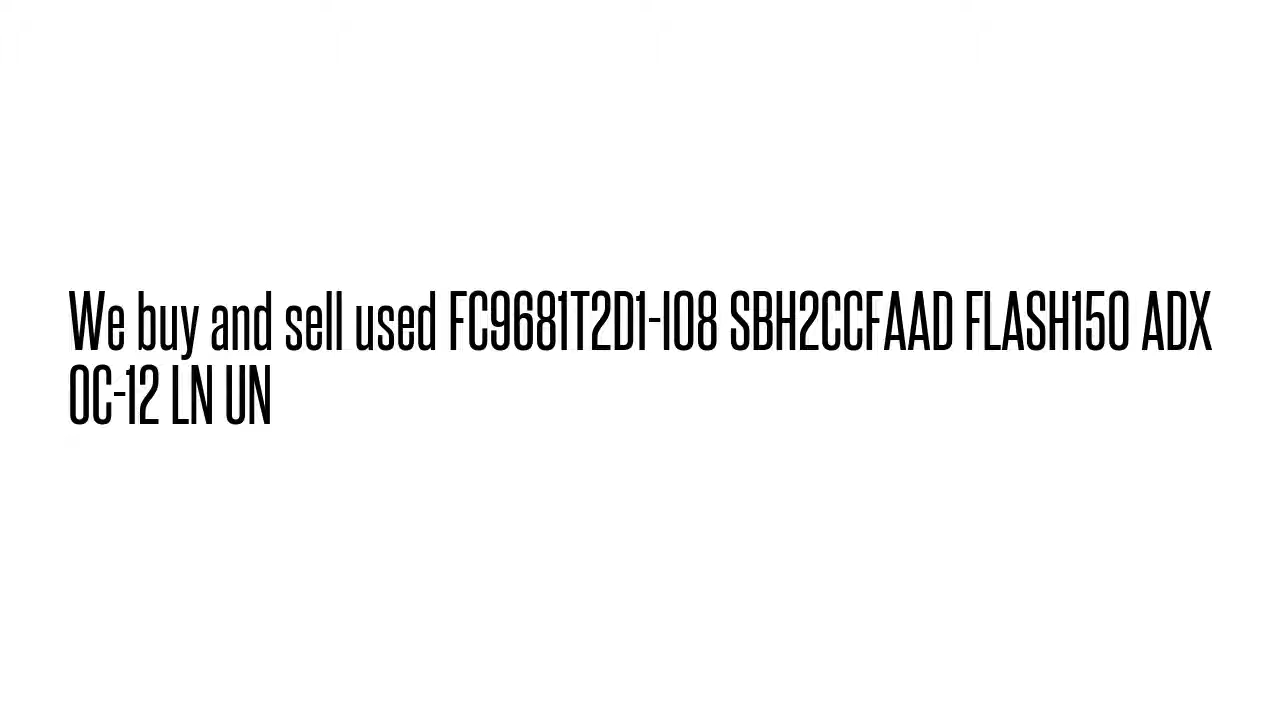 We buy and sell used FC9681T2D1-I08 SBH2CCFAAD FLASH150 ADX
OC-12 LN UN